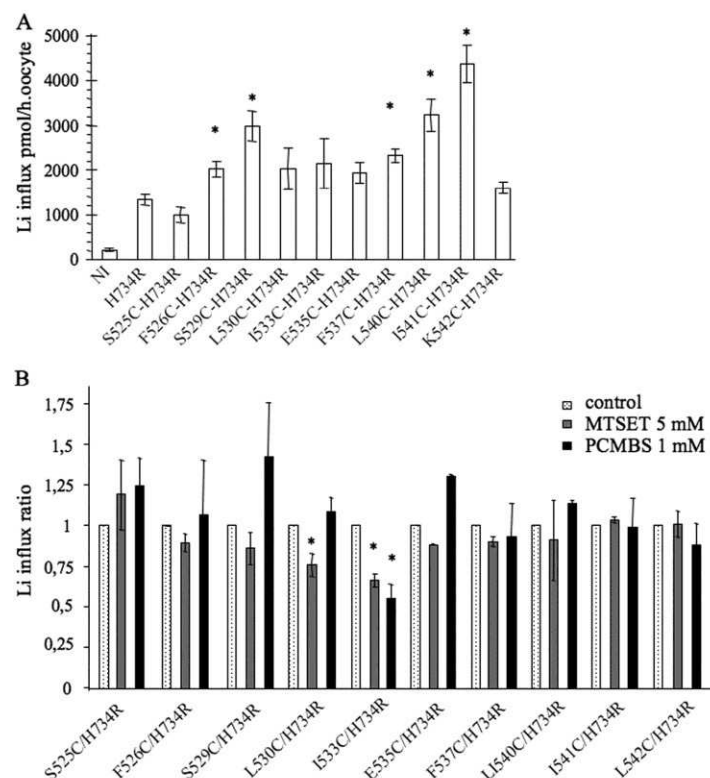 A
Li influx pmol/h.oocyte
5000
4000
3000
2000
1000
0
* * * * *
NI
H734R
S525C-H734R
F526C-H734R
S529C-H734R
L530C-H734R
I533C-H734R
E535C-H734R
F537C-H734R
L540C-H734R
I541C-H734R
K542C-H734R
B
Li influx ratio
1,75
1,5
1,25
1
0,75
0,5
0,25
0
control
MTSET 5 mM
PCMBS 1 mM
* * *
S525C/H734R
F526C/H734R
S529C/H734R
L530C/H734R
I533C/H734R
E535C/H734R
F537C/H734R
LI540C/H734R
I541C/H734R
L542C/H734R